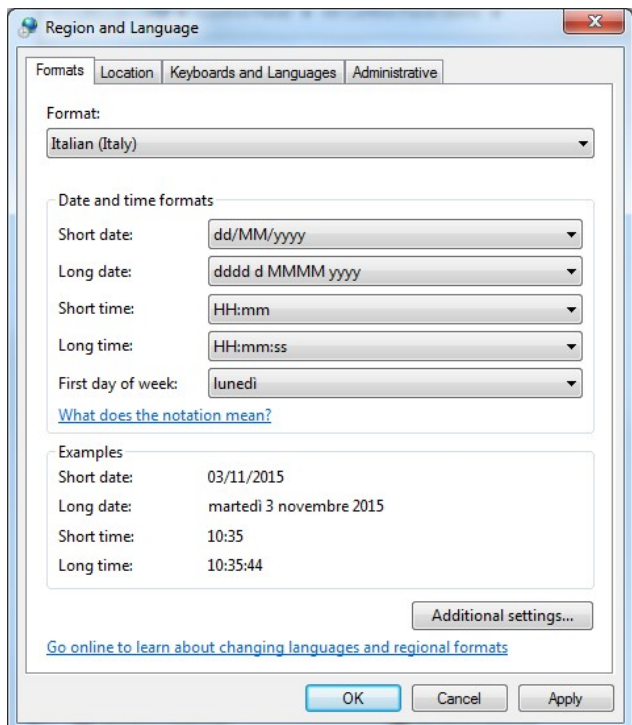 Region and Language
Formats Location Keyboards and Languages Administrative
Format:
Italian (Italy)
Date and time formats
Short date: dd/MM/yyyy
Long date: dddd d MMMM yyyy
Short time: HH:mm
Long time: HH:mm:ss
First day of week: lunedì
What does the notation mean?
Examples
Short date: 03/11/2015
Long date: martedì 3 novembre 2015
Short time: 10:35
Long time: 10:35:44
Additional settings...
Go online to learn about changing languages and regional formats
OK Cancel Apply